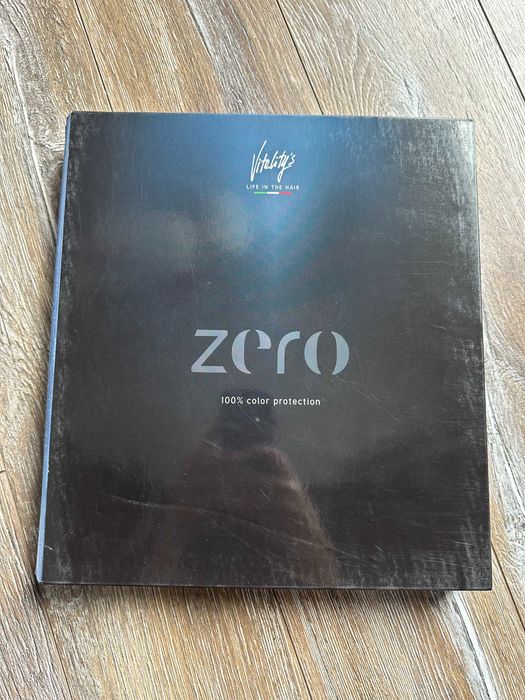 Vitality's
LIFE IN THE HAIR
zero
100% color protection